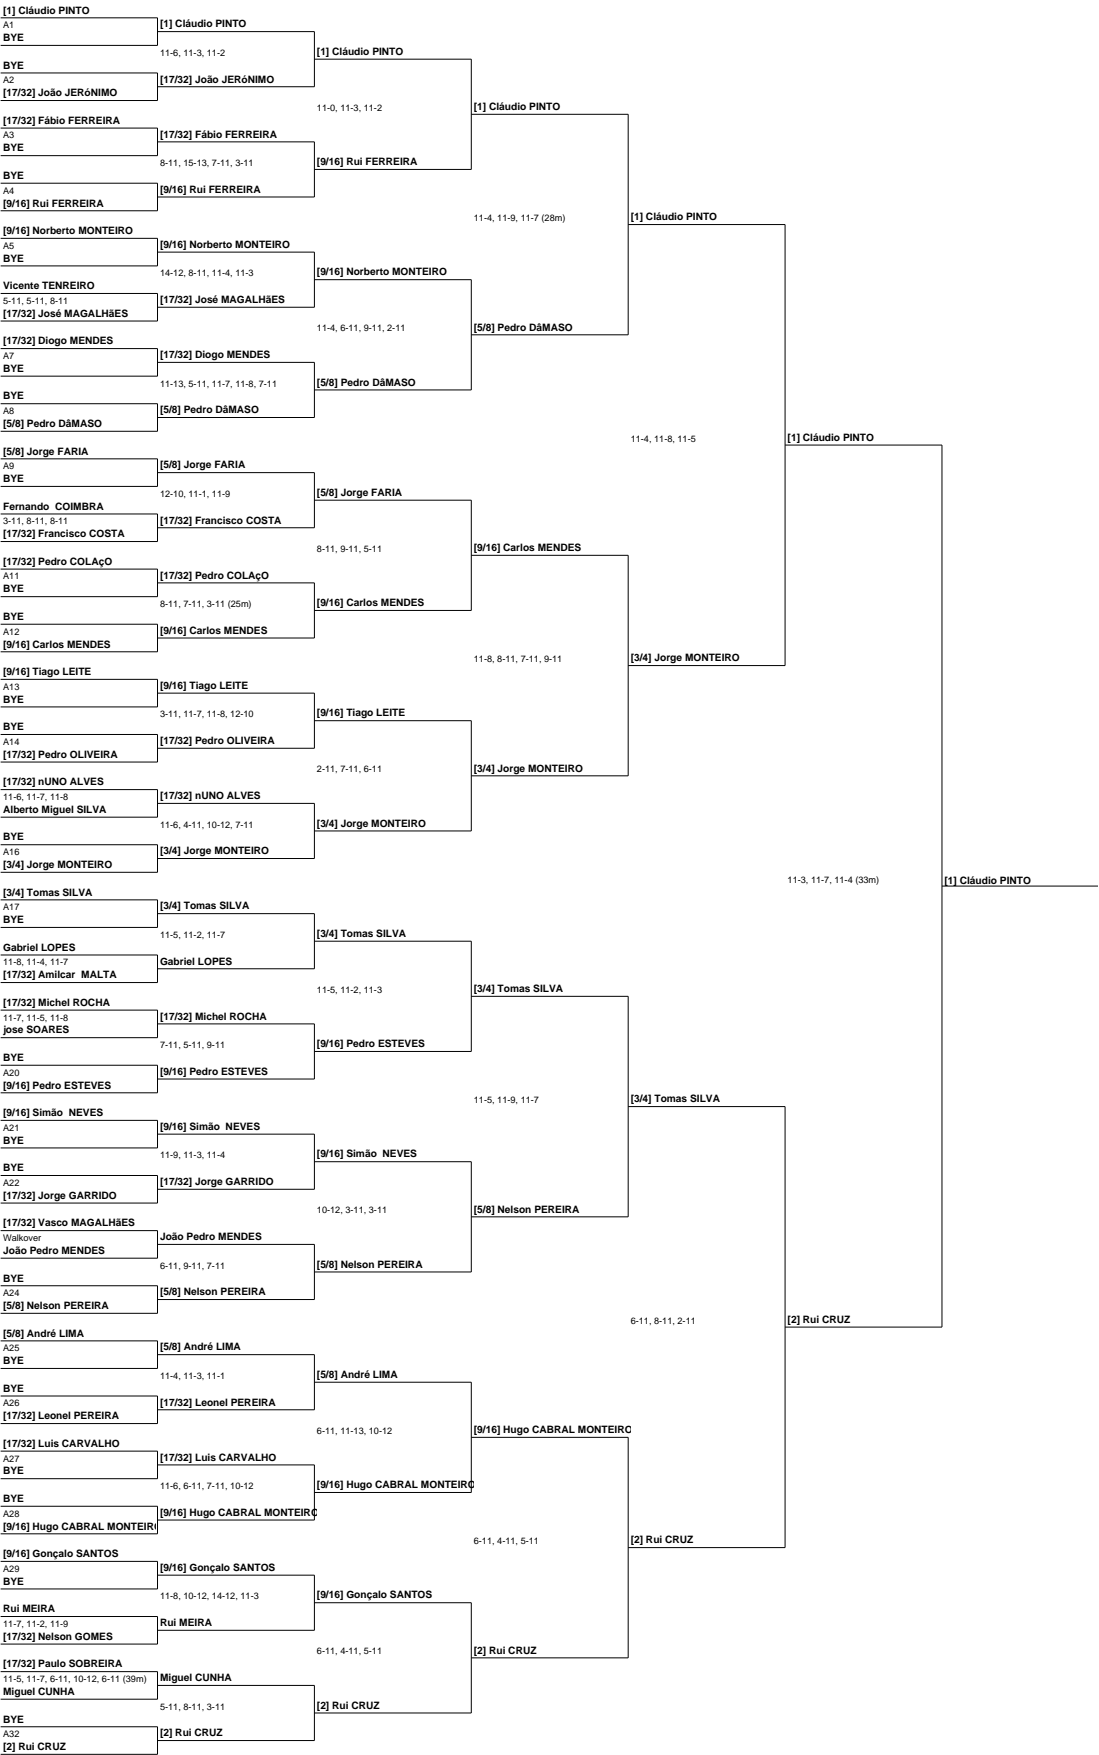 [1] Cláudio PINTO
A1
BYE
BYE
A2
[17/32] João JERóNIMO
[17/32] Fábio FERREIRA
A3
BYE
BYE
A4
[9/16] Rui FERREIRA
[9/16] Norberto MONTEIRO
A5
BYE
Vicente TENREIRO
5-11, 5-11, 8-11
[17/32] José MAGALHãES
[17/32] Diogo MENDES
A7
BYE
BYE
A8
[5/8] Pedro DâMASO
[5/8] Jorge FARIA
A9
BYE
Fernando  COIMBRA
3-11, 8-11, 8-11
[17/32] Francisco COSTA
[17/32] Pedro COLAçO
A11
BYE
BYE
A12
[9/16] Carlos MENDES
[9/16] Tiago LEITE
A13
BYE
BYE
A14
[17/32] Pedro OLIVEIRA
[17/32] nUNO ALVES
11-6, 11-7, 11-8
Alberto Miguel SILVA
BYE
A16
[3/4] Jorge MONTEIRO
[3/4] Tomas SILVA
A17
BYE
Gabriel LOPES
11-8, 11-4, 11-7
[17/32] Amilcar  MALTA
[17/32] Michel ROCHA
11-7, 11-5, 11-8
jose SOARES
BYE
A20
[9/16] Pedro ESTEVES
[9/16] Simão  NEVES
A21
BYE
BYE
A22
[17/32] Jorge GARRIDO
[17/32] Vasco MAGALHãES
Walkover
João Pedro MENDES
BYE
A24
[5/8] Nelson PEREIRA
[5/8] André LIMA
A25
BYE
BYE
A26
[17/32] Leonel PEREIRA
[17/32] Luis CARVALHO
A27
BYE
BYE
A28
[9/16] Hugo CABRAL MONTEIR
[9/16] Gonçalo SANTOS
A29
BYE
Rui MEIRA
11-7, 11-2, 11-9
[17/32] Nelson GOMES
[17/32] Paulo SOBREIRA
11-5, 11-7, 6-11, 10-12, 6-11 (39m)
Miguel CUNHA
BYE
A32
[2] Rui CRUZ
[1] Cláudio PINTO
11-6, 11-3, 11-2
[17/32] João JERóNIMO
[17/32] Fábio FERREIRA
8-11, 15-13, 7-11, 3-11
[9/16] Rui FERREIRA
[9/16] Norberto MONTEIRO
14-12, 8-11, 11-4, 11-3
[17/32] José MAGALHãES
[17/32] Diogo MENDES
11-13, 5-11, 11-7, 11-8, 7-11
[5/8] Pedro DâMASO
[5/8] Jorge FARIA
12-10, 11-1, 11-9
[17/32] Francisco COSTA
[17/32] Pedro COLAçO
8-11, 7-11, 3-11 (25m)
[9/16] Carlos MENDES
[9/16] Tiago LEITE
3-11, 11-7, 11-8, 12-10
[17/32] Pedro OLIVEIRA
[17/32] nUNO ALVES
11-6, 4-11, 10-12, 7-11
[3/4] Jorge MONTEIRO
[3/4] Tomas SILVA
11-5, 11-2, 11-7
Gabriel LOPES
[17/32] Michel ROCHA
7-11, 5-11, 9-11
[9/16] Pedro ESTEVES
[9/16] Simão  NEVES
11-9, 11-3, 11-4
[17/32] Jorge GARRIDO
João Pedro MENDES
6-11, 9-11, 7-11
[5/8] Nelson PEREIRA
[5/8] André LIMA
11-4, 11-3, 11-1
[17/32] Leonel PEREIRA
[17/32] Luis CARVALHO
11-6, 6-11, 7-11, 10-12
[9/16] Hugo CABRAL MONTEIRO
[9/16] Gonçalo SANTOS
11-8, 10-12, 14-12, 11-3
Rui MEIRA
Miguel CUNHA
5-11, 8-11, 3-11
[2] Rui CRUZ
[1] Cláudio PINTO
11-0, 11-3, 11-2
[9/16] Rui FERREIRA
[9/16] Norberto MONTEIRO
11-4, 6-11, 9-11, 2-11
[5/8] Pedro DâMASO
[5/8] Jorge FARIA
8-11, 9-11, 5-11
[9/16] Carlos MENDES
[9/16] Tiago LEITE
2-11, 7-11, 6-11
[3/4] Jorge MONTEIRO
[3/4] Tomas SILVA
11-5, 11-2, 11-3
[9/16] Pedro ESTEVES
[9/16] Simão  NEVES
10-12, 3-11, 3-11
[5/8] Nelson PEREIRA
[5/8] André LIMA
6-11, 11-13, 10-12
[9/16] Hugo CABRAL MONTEIRO
[9/16] Gonçalo SANTOS
6-11, 4-11, 5-11
[2] Rui CRUZ
[1] Cláudio PINTO
11-4, 11-9, 11-7 (28m)
[5/8] Pedro DâMASO
[9/16] Carlos MENDES
11-8, 8-11, 7-11, 9-11
[3/4] Jorge MONTEIRO
[3/4] Tomas SILVA
11-5, 11-9, 11-7
[5/8] Nelson PEREIRA
[9/16] Hugo CABRAL MONTEIRO
6-11, 4-11, 5-11
[2] Rui CRUZ
[1] Cláudio PINTO
11-4, 11-8, 11-5
[3/4] Jorge MONTEIRO
[3/4] Tomas SILVA
6-11, 8-11, 2-11
[2] Rui CRUZ
[1] Cláudio PINTO
11-3, 11-7, 11-4 (33m)
[2] Rui CRUZ
[1] Cláudio PINTO